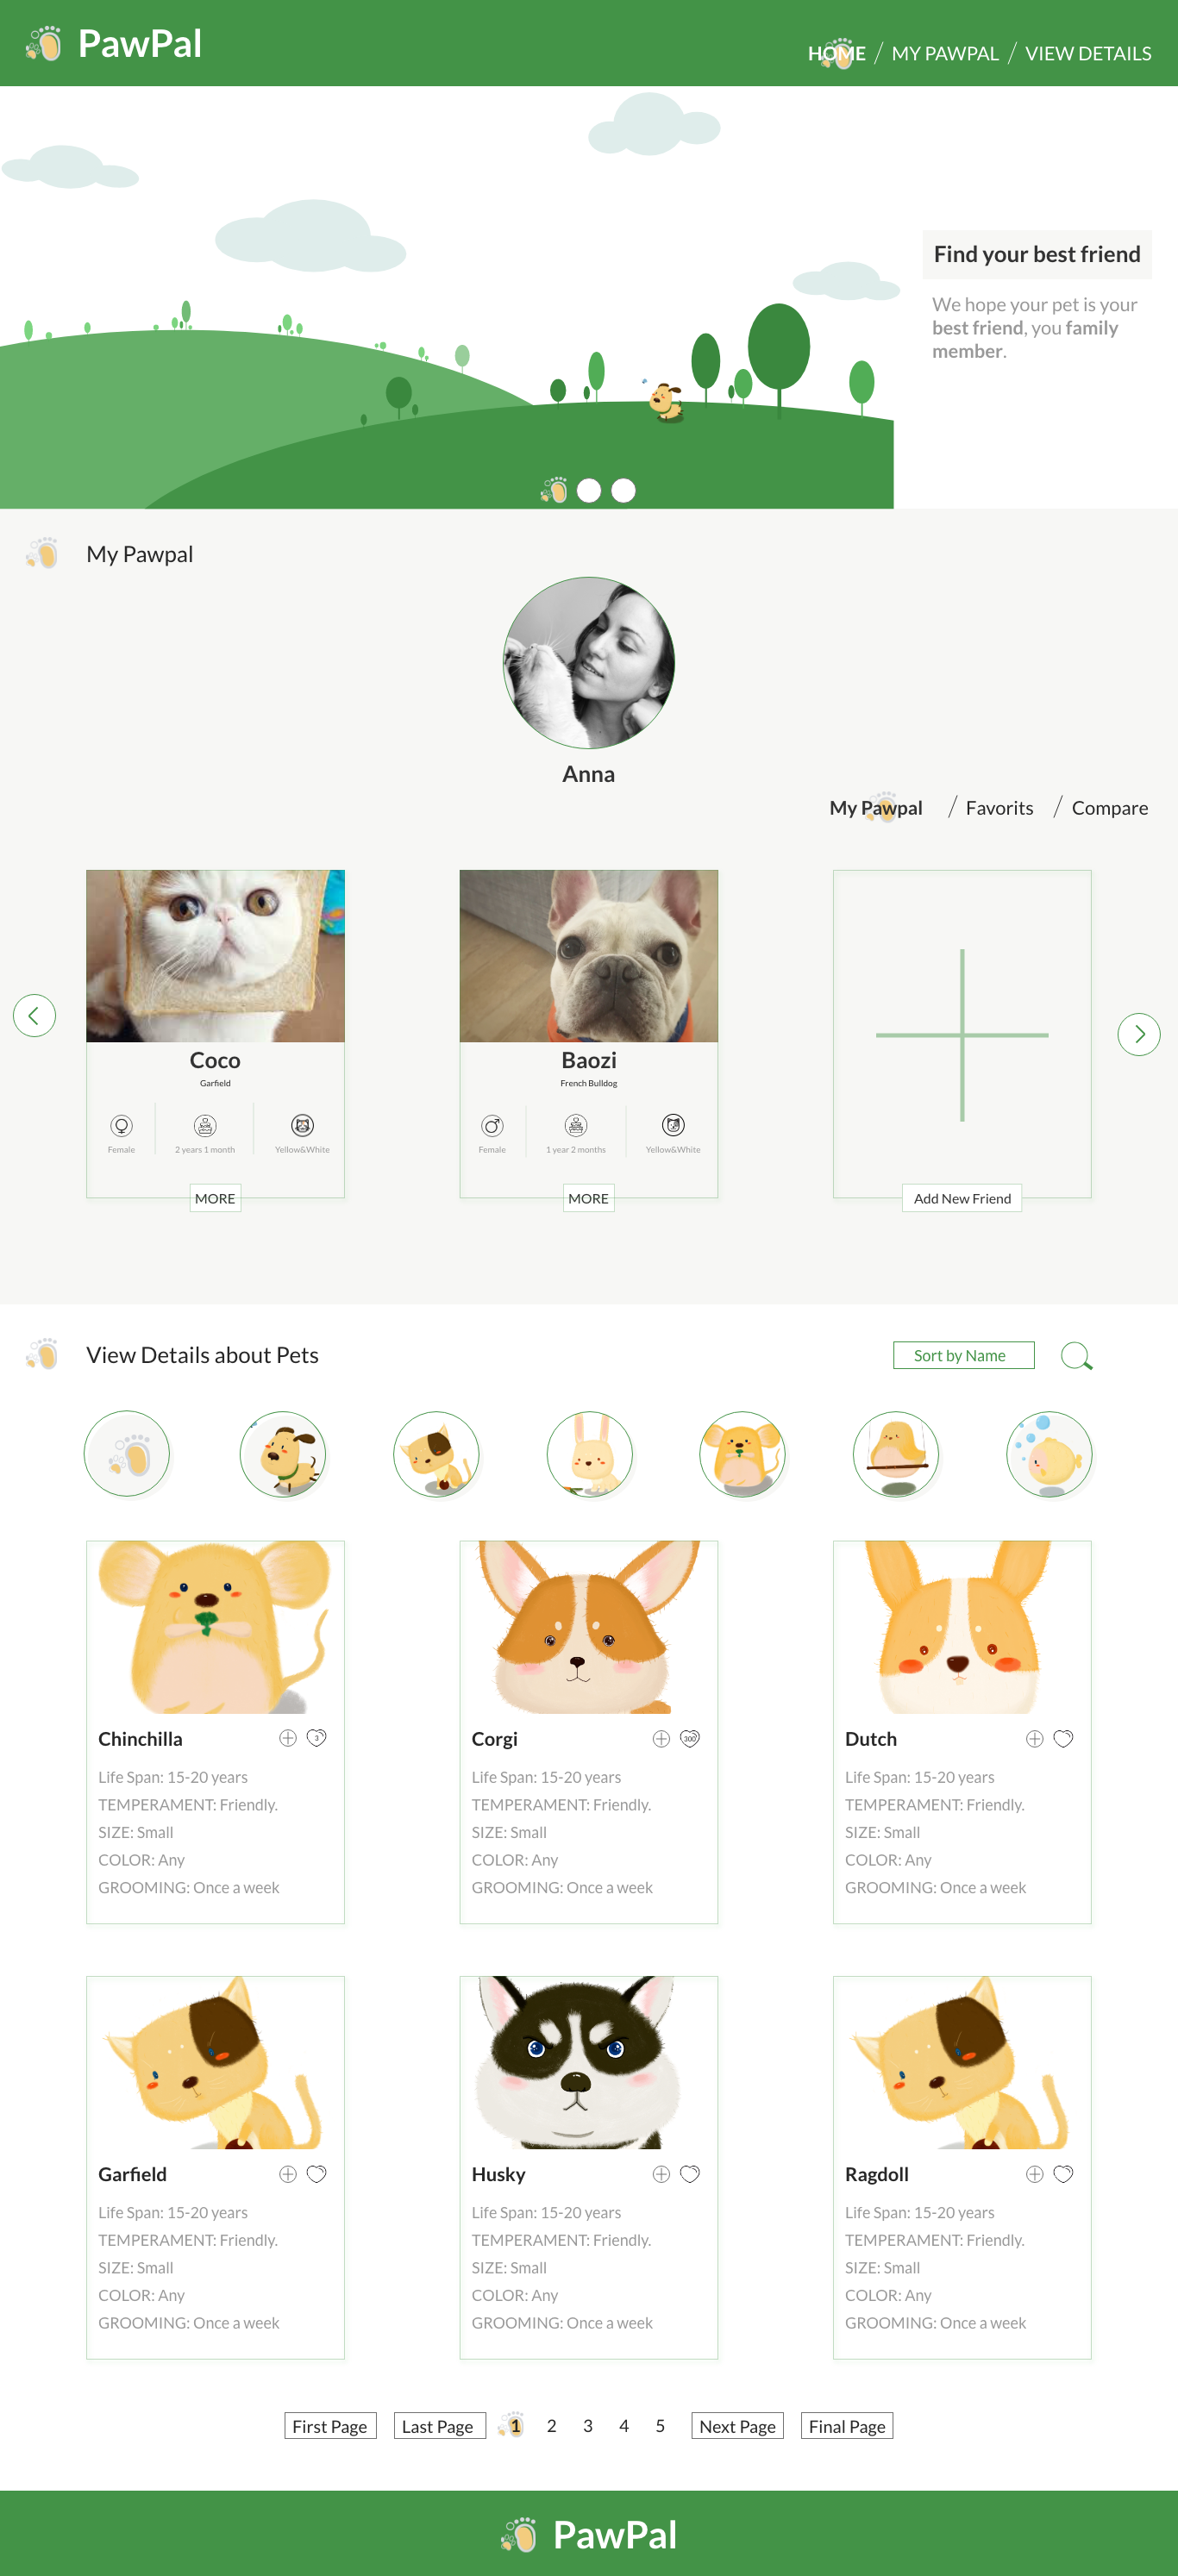 PawPal
HOME / MY PAWPAL / VIEW DETAILS
Find your best friend
We hope your pet is your
best friend, you family
member.
My Pawpal
Anna
My Pawpal / Favorits / Compare
Coco
Garfield
Female
2 years 1 month
Yellow&White
MORE
Baozi
French Bulldog
Female
1 year 2 months
Yellow&White
MORE
Add New Friend
View Details about Pets
Sort by Name
Chinchilla
3
Life Span: 15-20 years
TEMPERAMENT: Friendly.
SIZE: Small
COLOR: Any
GROOMING: Once a week
Corgi
300
Life Span: 15-20 years
TEMPERAMENT: Friendly.
SIZE: Small
COLOR: Any
GROOMING: Once a week
Dutch
Life Span: 15-20 years
TEMPERAMENT: Friendly.
SIZE: Small
COLOR: Any
GROOMING: Once a week
Garfield
Life Span: 15-20 years
TEMPERAMENT: Friendly.
SIZE: Small
COLOR: Any
GROOMING: Once a week
Husky
Life Span: 15-20 years
TEMPERAMENT: Friendly.
SIZE: Small
COLOR: Any
GROOMING: Once a week
Ragdoll
Life Span: 15-20 years
TEMPERAMENT: Friendly.
SIZE: Small
COLOR: Any
GROOMING: Once a week
First Page Last Page 1 2 3 4 5 Next Page Final Page
PawPal